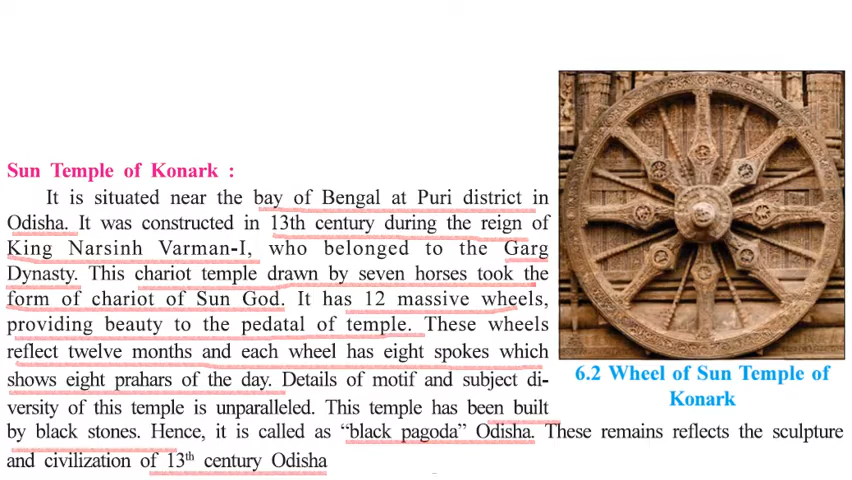 Sun Temple of Konark :
It is situated near the bay of Bengal at Puri district in
Odisha. It was constructed in 13th century during the reign of
King Narsinh Varman-I, who belonged to the Garg
Dynasty. This chariot temple drawn by seven horses took the
form of chariot of Sun God. It has 12 massive wheels,
providing beauty to the pedatal of temple. These wheels
reflect twelve months and each wheel has eight spokes which
shows eight prahars of the day. Details of motif and subject di-
versity of this temple is unparalleled. This temple has been built
by black stones. Hence, it is called as “black pagoda” Odisha. These remains reflects the sculpture
and civilization of 13th century Odisha
6.2 Wheel of Sun Temple of
Konark